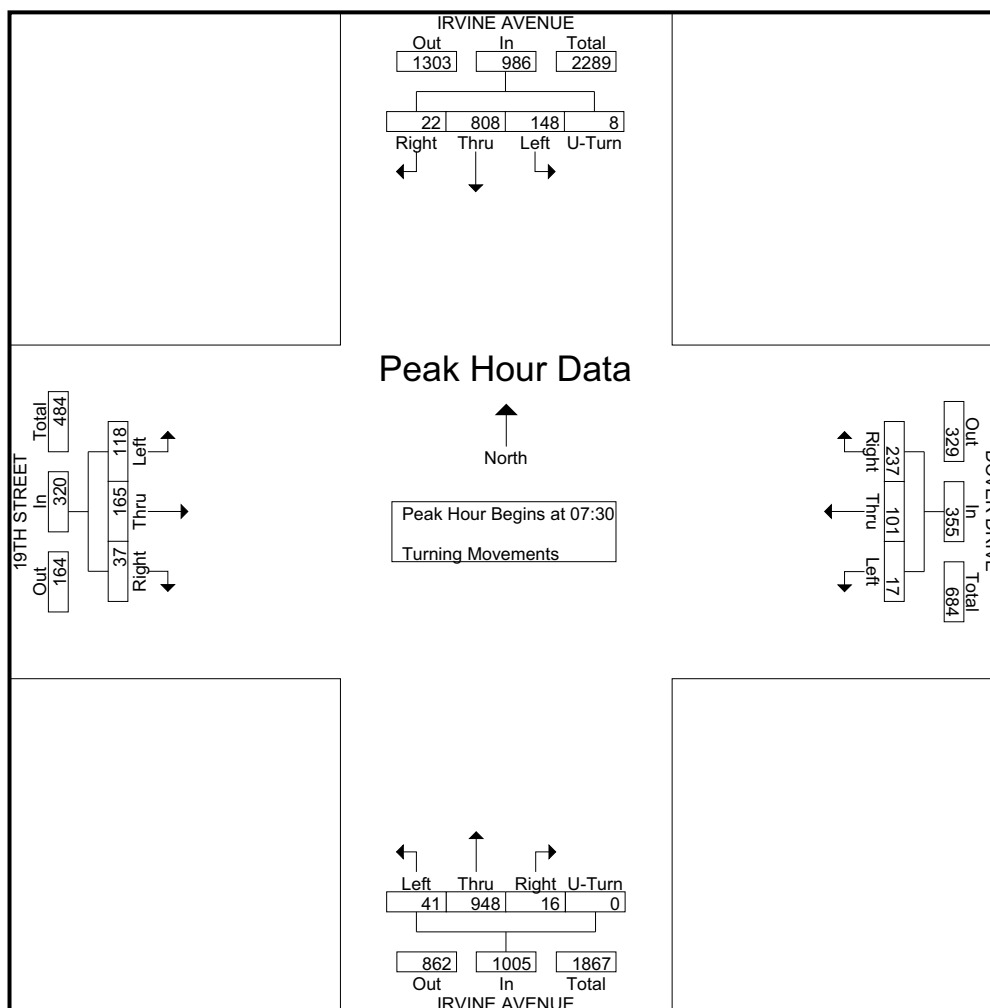 IRVINE AVENUE
Out In Total
1303 986 2289
22 808 148 8
Right Thru Left U-Turn
Peak Hour Data
North
Peak Hour Begins at 07:30
Turning Movements
19TH STREET
Out In Total
164 320 484
37 165 118
Right Thru Left
Right Thru Left
237 101 17
Out In Total
329 355 684
DOVER DRIVE
Left Thru Right U-Turn
41 948 16 0
862 1005 1867
Out In Total
IRVINE AVENUE